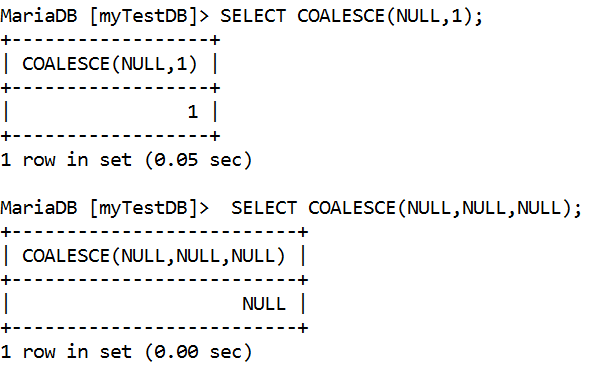 MariaDB [myTestDB]> SELECT COALESCE(NULL,1);
+------------------+
| COALESCE(NULL,1) |
+------------------+
|                1 |
+------------------+
1 row in set (0.05 sec)

MariaDB [myTestDB]>  SELECT COALESCE(NULL,NULL,NULL);
+--------------------------+
| COALESCE(NULL,NULL,NULL) |
+--------------------------+
|                     NULL |
+--------------------------+
1 row in set (0.00 sec)